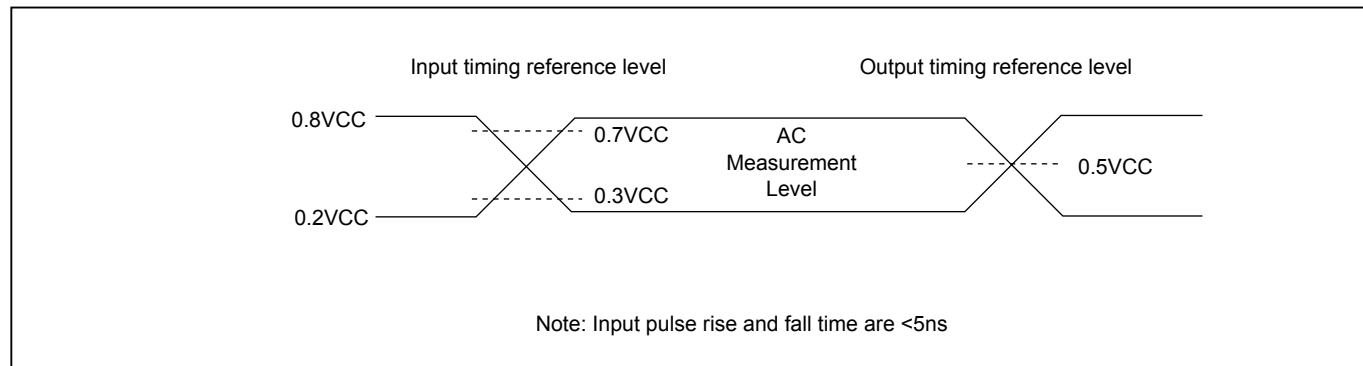 Input timing reference level
Output timing reference level
0.8VCC
0.7VCC
AC
Measurement
Level
0.5VCC
0.3VCC
0.2VCC
Note: Input pulse rise and fall time are <5ns